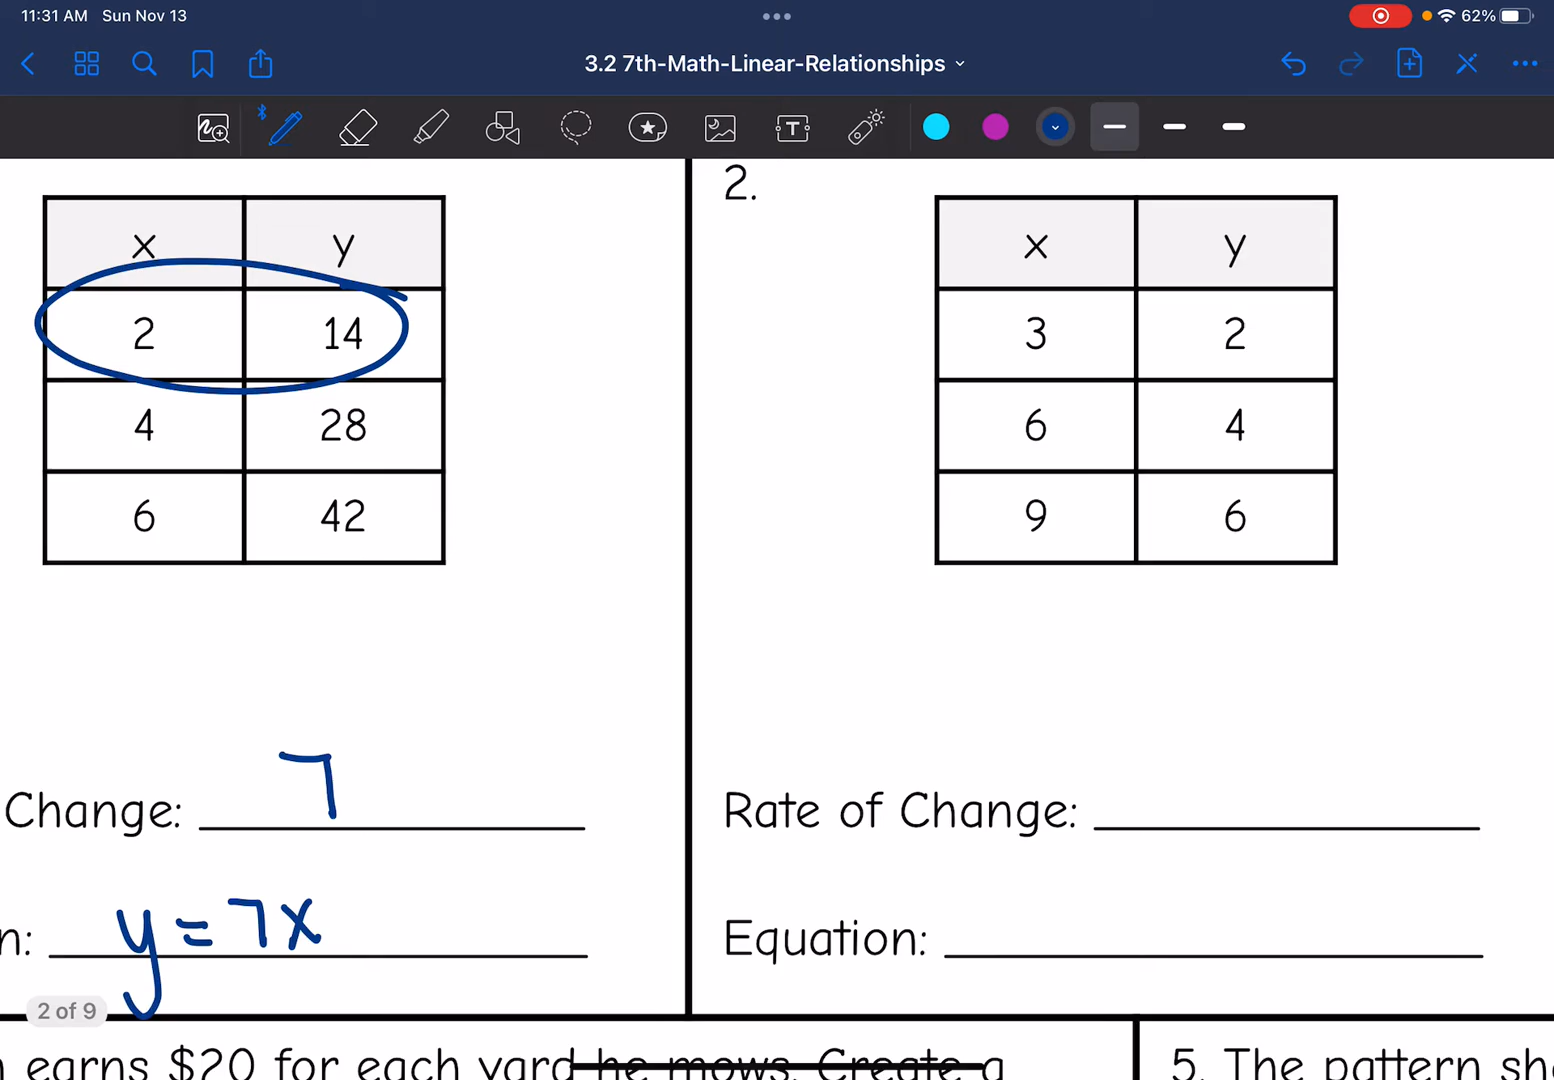 11:31 AM Sun Nov 13
62%
3.2 7th-Math-Linear-Relationships
T
x y
2 14
4 28
6 42
Change: 7
n: y = 7x
2.
x y
3 2
6 4
9 6
Rate of Change:
Equation:
2 of 9
earns $20 for each yard he mows. Create a
5. The pattern sh